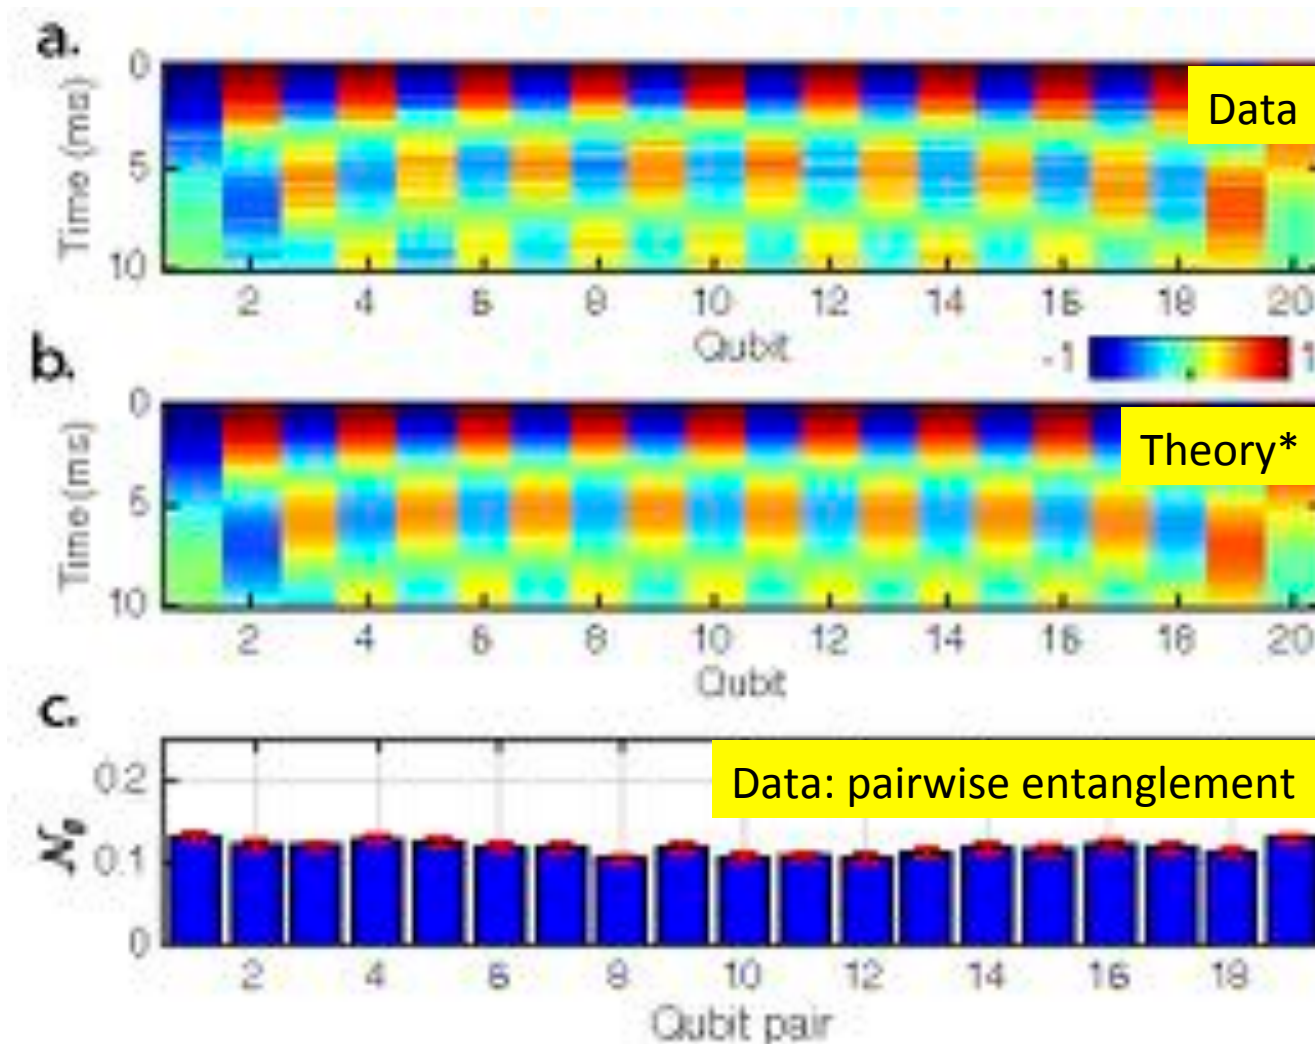 a.
Data
Time (ms)
0
5
10
2 4 6 8 10 12 14 16 18 20
Qubit
-1 1
b.
Theory*
Time (ms)
0
5
10
2 4 6 8 10 12 14 16 18 20
Qubit
c.
Data: pairwise entanglement
0.2
0.1
0
2 4 6 8 10 12 14 16 18
Qubit pair